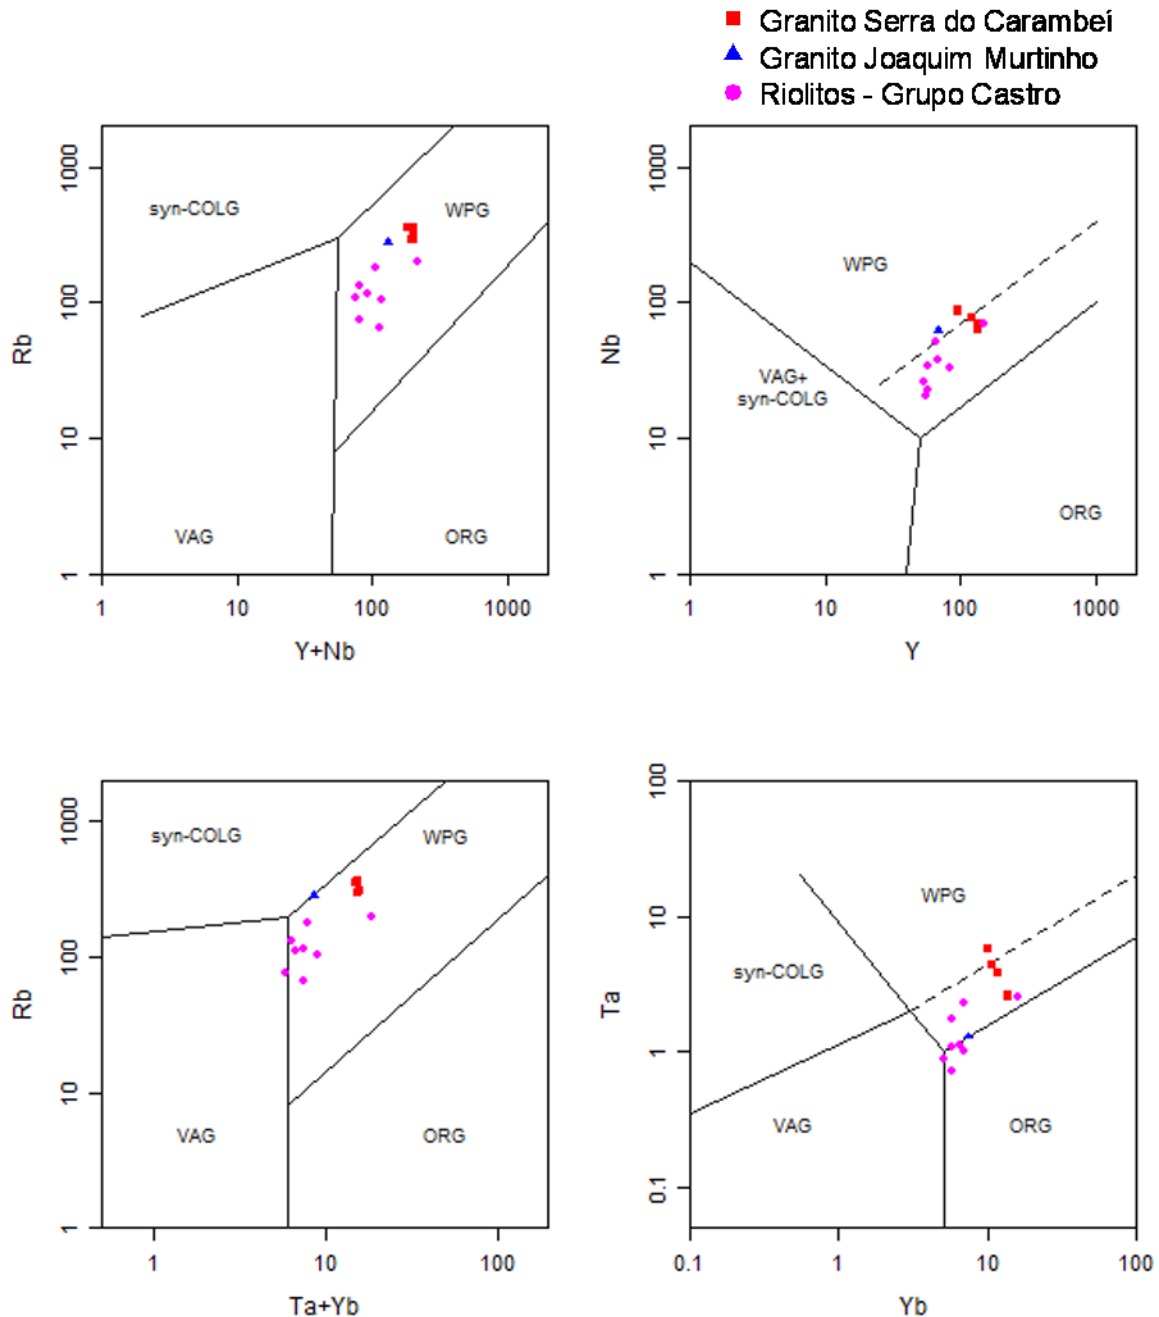 Granito Serra do Carambeí
Granito Joaquim Murtinho
Riolitos - Grupo Castro
1000
100
10
1
Rb
syn-COLG
WPG
VAG
ORG
1 10 100 1000
Y+Nb
1000
100
10
1
Nb
WPG
VAG+
syn-COLG
ORG
1 10 100 1000
Y
1000
100
10
1
Rb
syn-COLG
WPG
VAG
ORG
1 10 100
Ta+Yb
100
10
1
0.1
Ta
WPG
syn-COLG
VAG
ORG
0.1 1 10 100
Yb